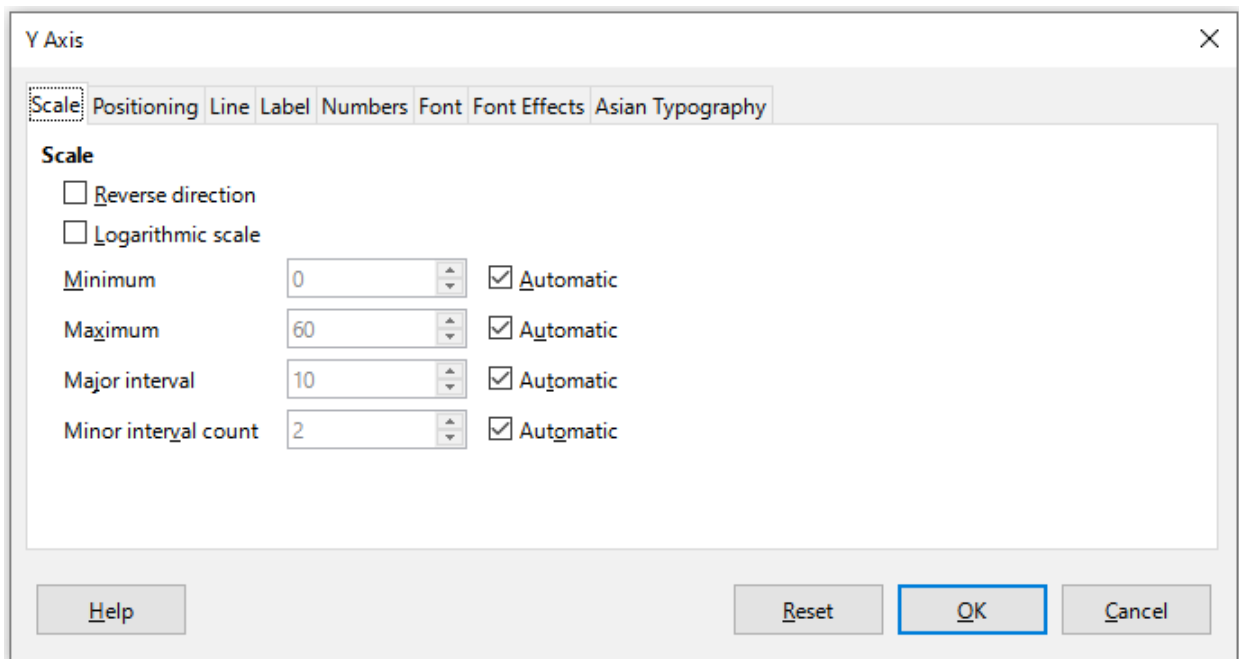 Y Axis
Scale Positioning Line Label Numbers Font Font Effects Asian Typography
Scale
Reverse direction
Logarithmic scale
Minimum 0 Automatic
Maximum 60 Automatic
Major interval 10 Automatic
Minor interval count 2 Automatic
Help Reset OK Cancel